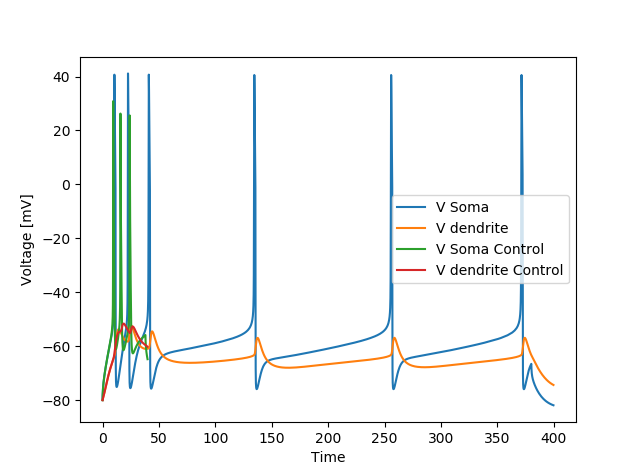 40
20
0
−20
−40
−60
−80
Voltage [mV]
V Soma
V dendrite
V Soma Control
V dendrite Control
0 50 100 150 200 250 300 350 400
Time